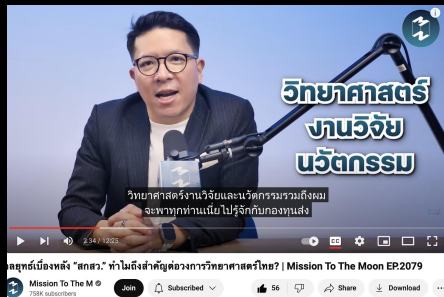 วิทยาศาสตร์
งานวิจัย
นวัตกรรม
วิทยาศาสตร์งานวิจัยและนวัตกรรมรวมถึงผม
จะพาทุกท่านเนี่ยไปรู้จักกับกองทุนส่ง
2:34 / 12:25
ลยุทธ์เบื้องหลัง “สกสว.” ทำไมถึงสำคัญต่อวงการวิทยาศาสตร์ไทย? | Mission To The Moon EP.2079
Mission To The Moon
758K subscribers
Join
Subscribed
56
Share
Download